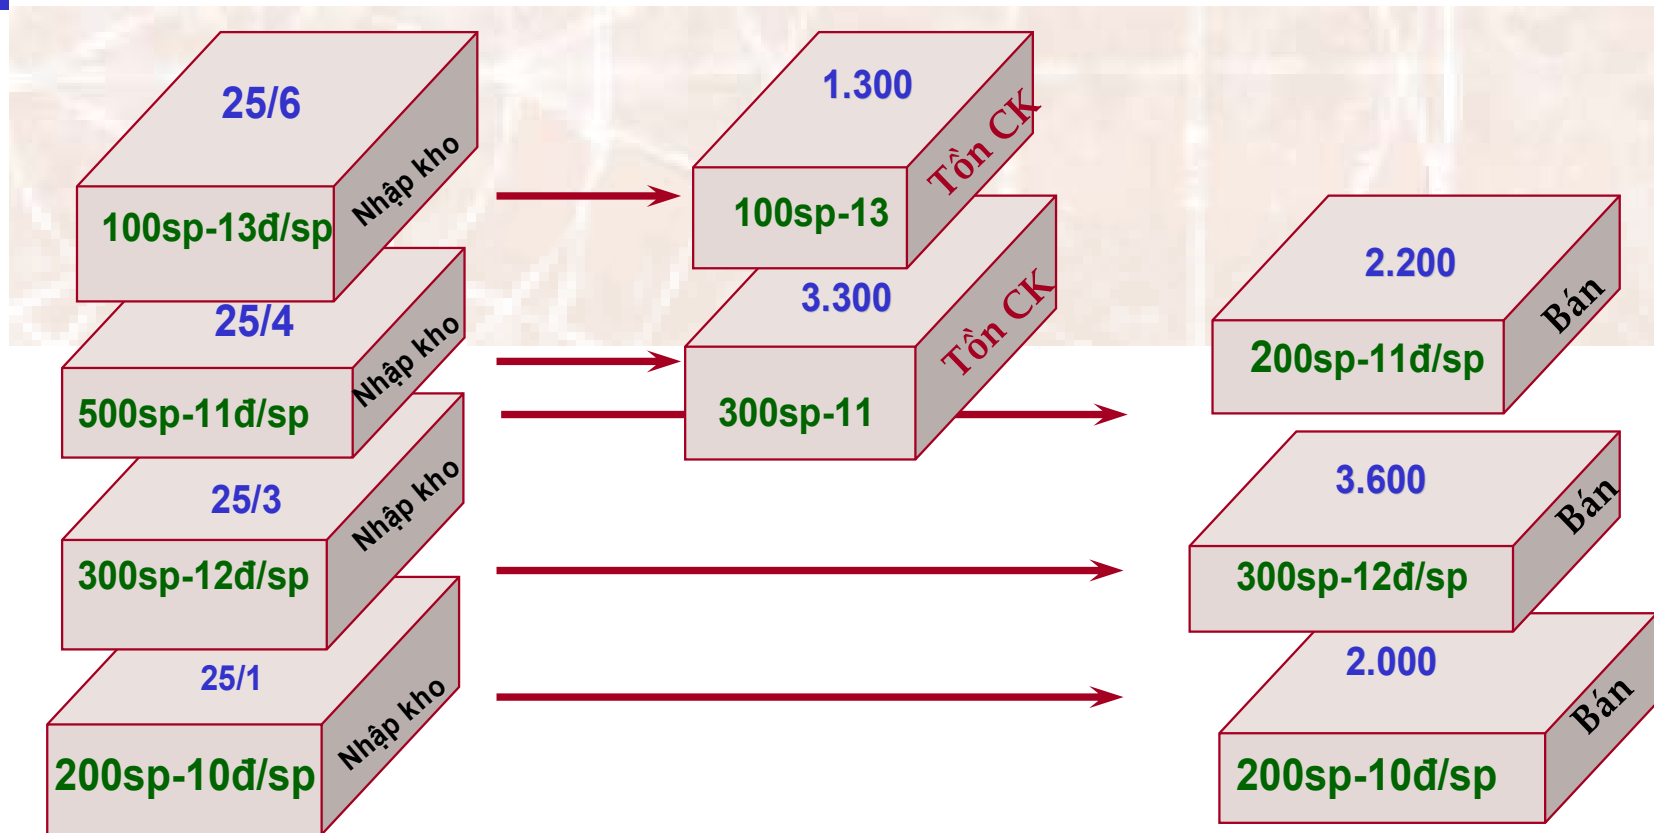 25/6
Nhập kho
100sp-13đ/sp
25/4
Nhập kho
500sp-11đ/sp
25/3
Nhập kho
300sp-12đ/sp
25/1
Nhập kho
200sp-10đ/sp
1.300
Tồn CK
100sp-13
3.300
Tồn CK
300sp-11
2.200
Bán
200sp-11đ/sp
3.600
Bán
300sp-12đ/sp
2.000
Bán
200sp-10đ/sp